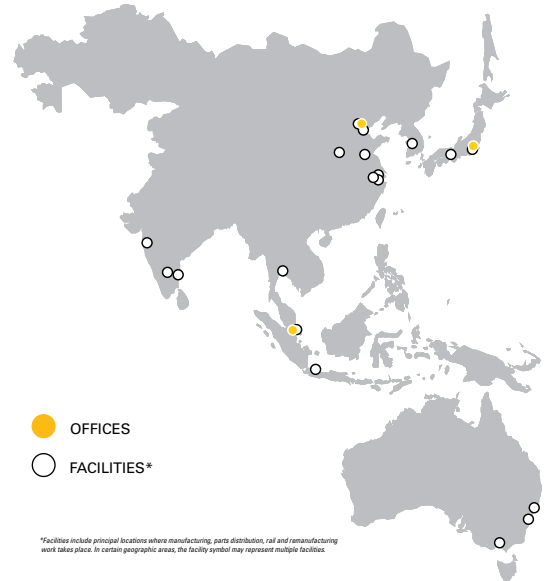 OFFICES
FACILITIES*
*Facilities include principal locations where manufacturing, parts distribution, rail and remanufacturing
work takes place. In certain geographic areas, the facility symbol may represent multiple facilities.